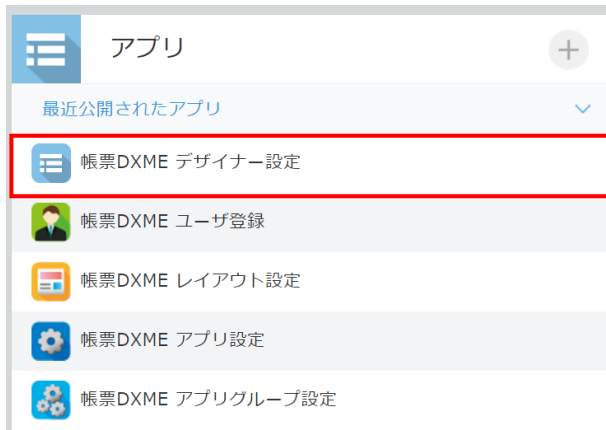 アプリ
最近公開されたアプリ
帳票DXME デザイナー設定
帳票DXME ユーザ登録
帳票DXME レイアウト設定
帳票DXME アプリ設定
帳票DXME アプリグループ設定